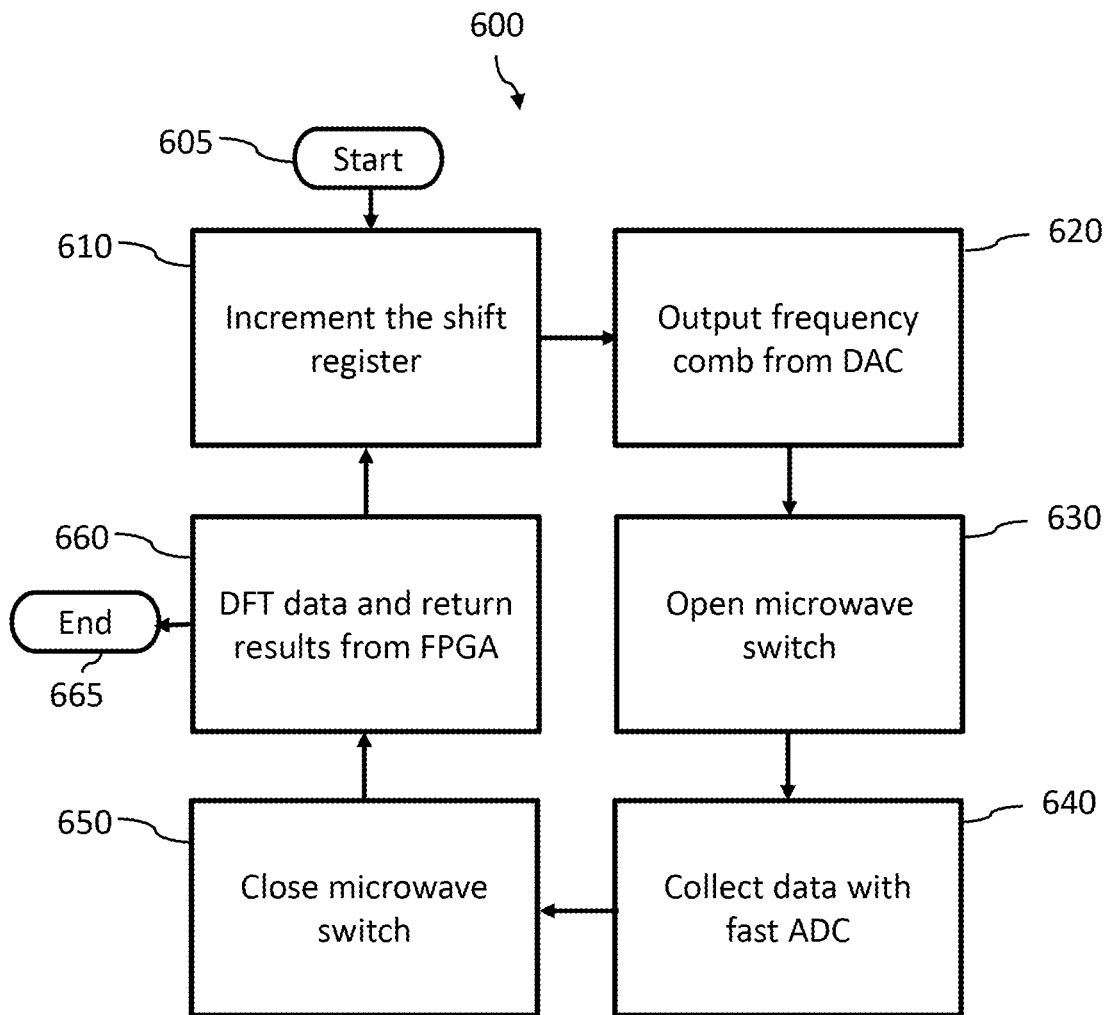 600
605
Start
610
Increment the shift
register
620
Output frequency
comb from DAC
660
DFT data and return
results from FPGA
End
665
630
Open microwave
switch
650
Close microwave
switch
640
Collect data with
fast ADC